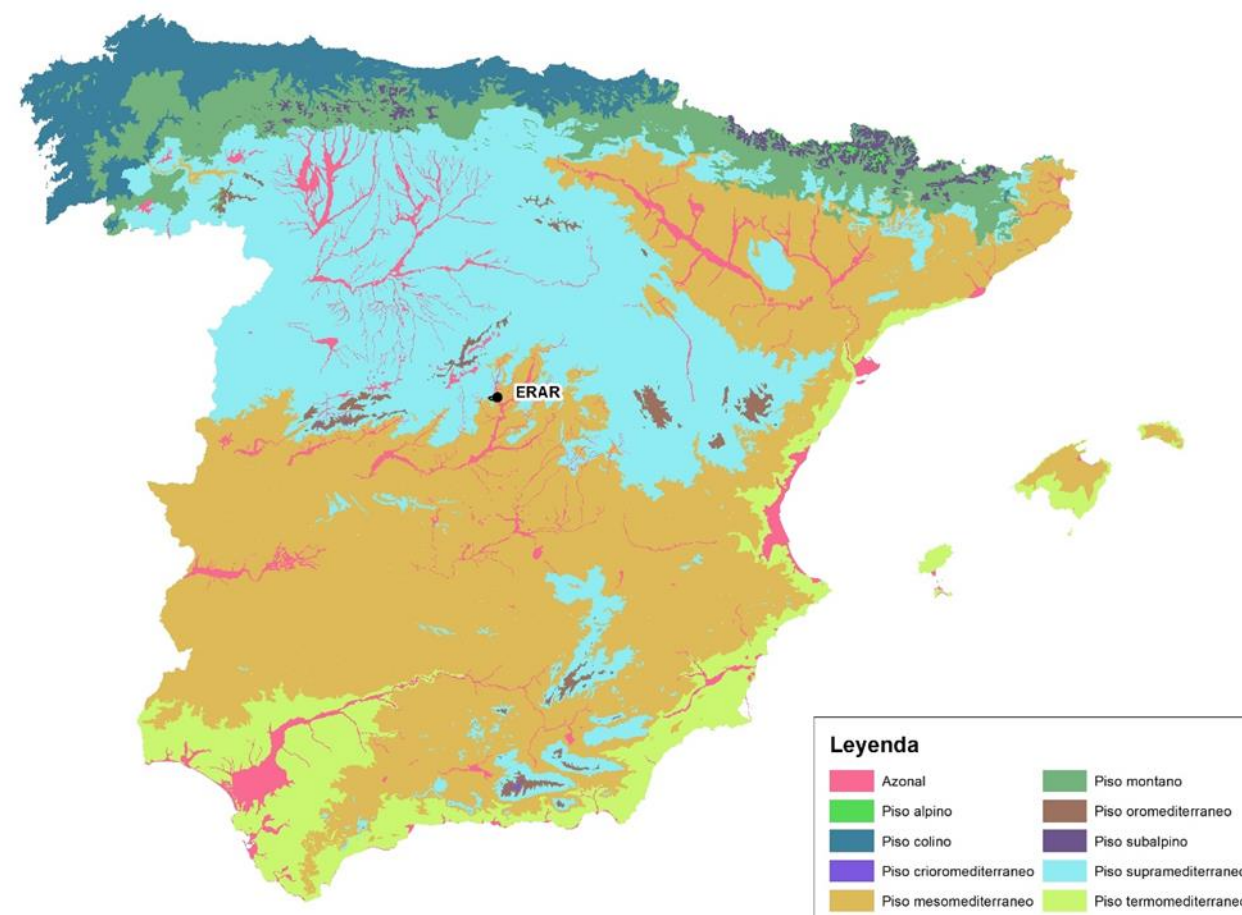 ERAR
Leyenda
Azonal
Piso alpino
Piso colino
Piso crioromediterraneo
Piso mesomediterraneo
Piso montano
Piso oromediterraneo
Piso subalpino
Piso supramediterraneo
Piso termomediterraneo